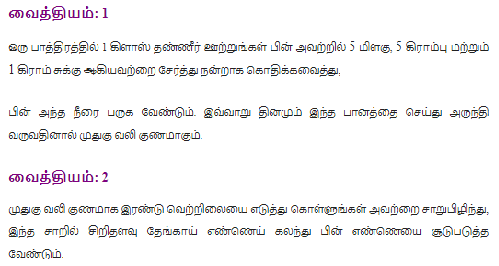 வைத்தியம்: 1
ஒரு பாத்திரத்தில் 1 கிளாஸ் தண்ணீர் ஊற்றுங்கள் பின் அவற்றில் 5 மிளகு, 5 கிராம்பு மற்றும்
1 கிராம் சுக்கு ஆகியவற்றை சேர்த்து நன்றாக கொதிக்கவைத்து,
பின் அந்த நீரை பருக வேண்டும். இவ்வாறு தினமும் இந்த பானத்தை செய்து அருந்தி
வருவதினால் முதுகு வலி குணமாகும்.
வைத்தியம்: 2
முதுகு வலி குணமாக இரண்டு வெற்றிலையை எடுத்து கொள்ளுங்கள் அவற்றை சாறுபிழிந்து,
இந்த சாறில் சிறிதளவு தேங்காய் எண்ணெய் கலந்து பின் எண்ணெயை சூடுபடுத்த
வேண்டும்.